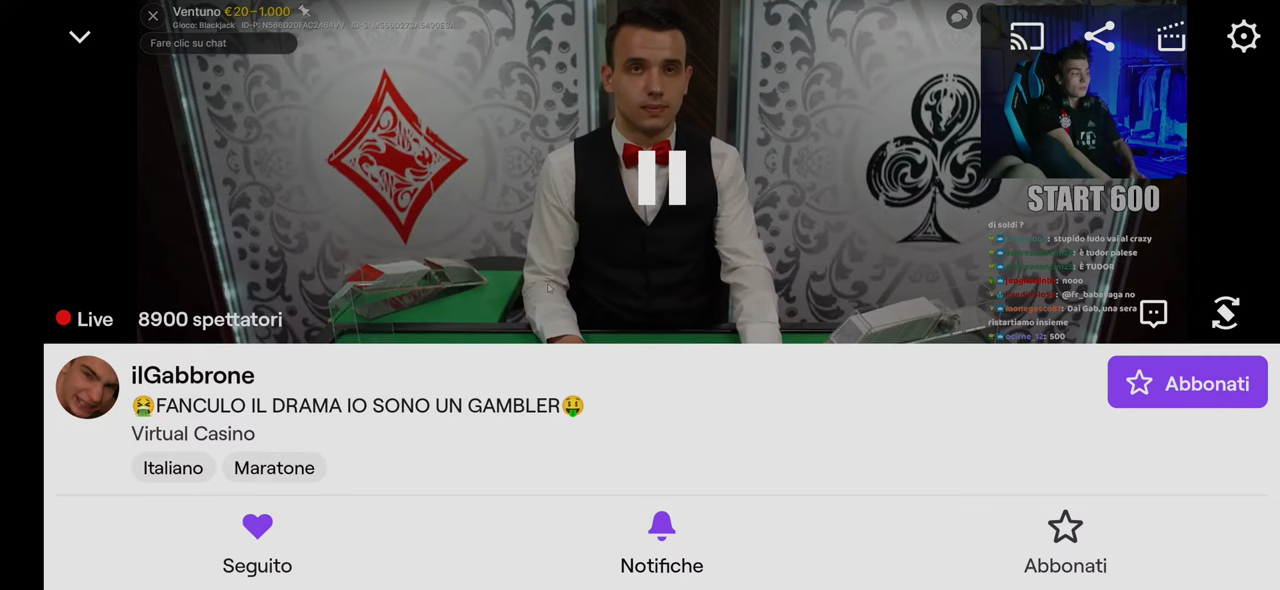 Ventuno €20–1.000
Gioco: Blackjack
Fare clic su chat
START 600
di soldi ?
: stupido ludo vai al crazy
: è tudor palese
: È TUDOR
: nooo
: @fr_baba raga no
: Dai Gab, una sera
ristartiamo insieme
: 500
Live 8900 spettatori
ilGabbrone
🤮FANCULO IL DRAMA IO SONO UN GAMBLER🤑
Virtual Casino
Italiano Maratone
Abbonati
Seguito Notifiche Abbonati